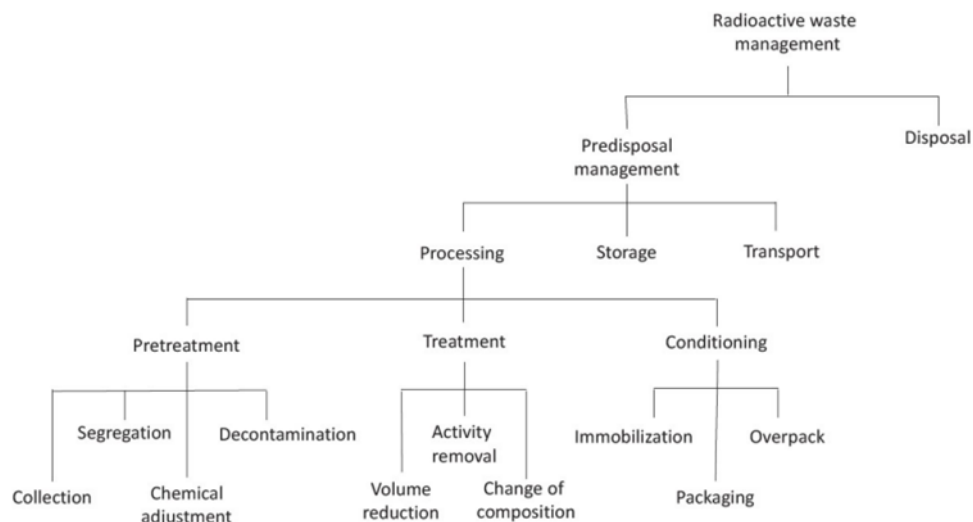 Radioactive waste
management
Disposal
Predisposal
management
Processing
Storage
Transport
Pretreatment
Treatment
Conditioning
Segregation
Decontamination
Activity
removal
Immobilization
Overpack
Collection
Chemical
adjustment
Volume
reduction
Change of
composition
Packaging